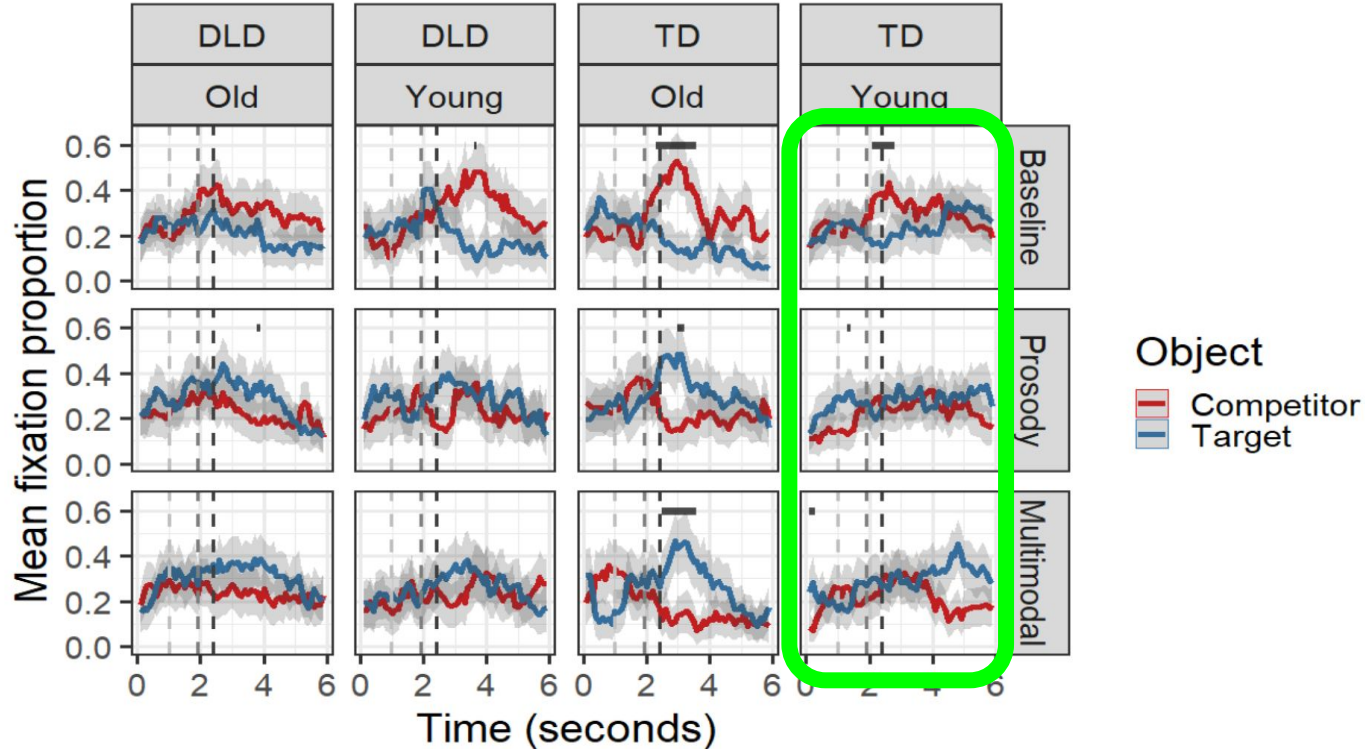 DLD DLD TD TD
Old Young Old Young
Mean fixation proportion
0.6
0.4
0.2
0.0
Baseline
0.6
0.4
0.2
0.0
Prosody
0.6
0.4
0.2
0.0
Multimodal
0 2 4 6 0 2 4 6 0 2 4 6 0 2 4 6
Time (seconds)
Object
Competitor
Target